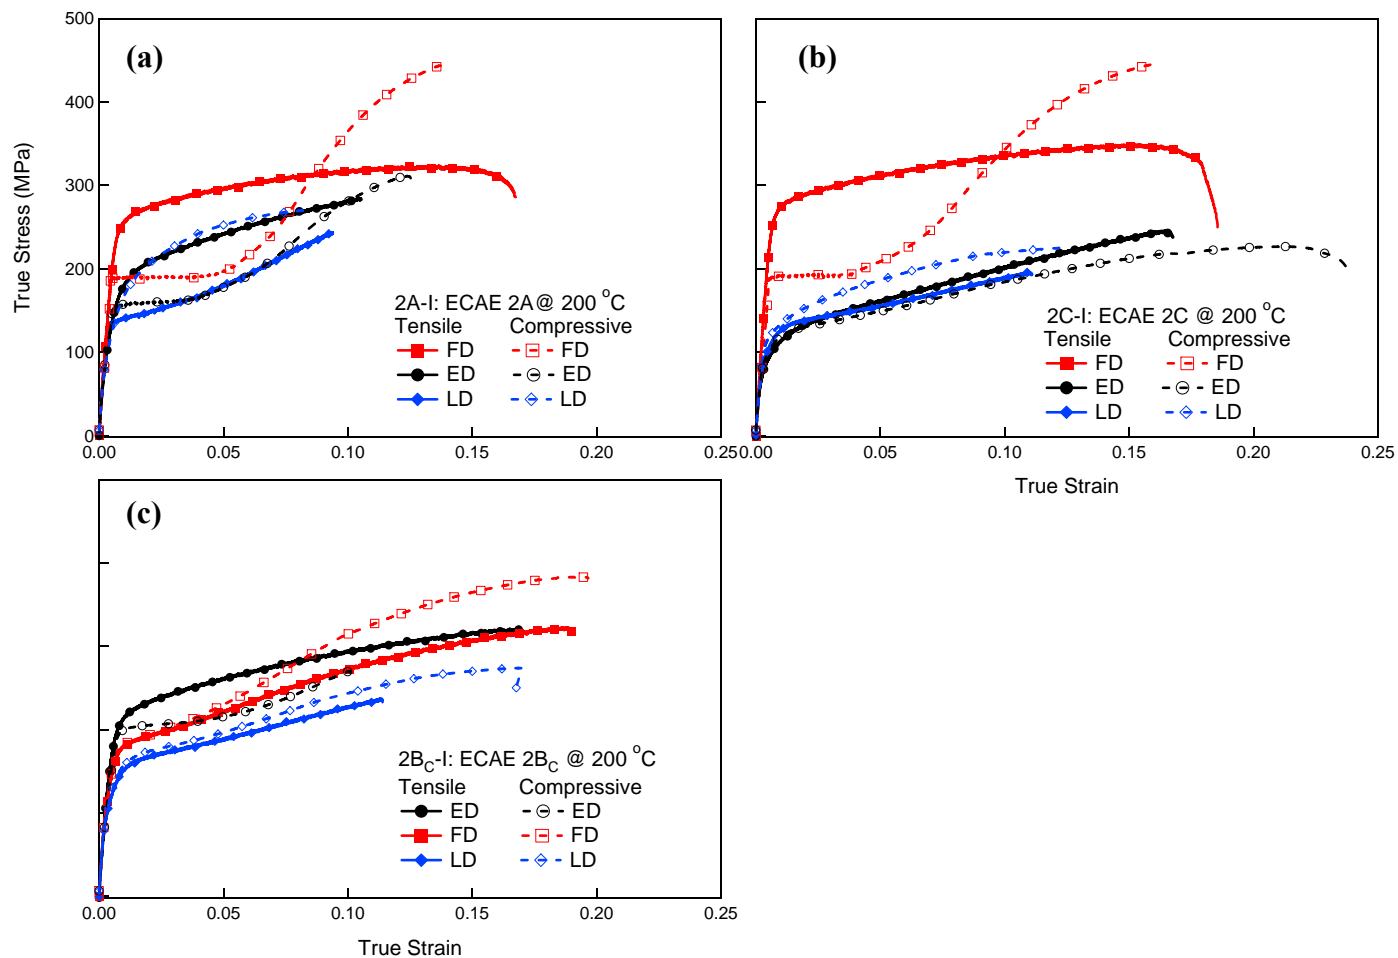 500
(a)
(b)
400
True Stress (MPa)
300
200
2A-I: ECAE 2A@ 200 °C
Tensile Compressive
FD FD
ED ED
LD LD
2C-I: ECAE 2C @ 200 °C
Tensile Compressive
FD FD
ED ED
LD LD
100
0
0.00 0.05 0.10 0.15 0.20 0.25
0.00 0.05 0.10 0.15 0.20 0.25
True Strain
(c)
2B_C-I: ECAE 2B_C @ 200 °C
Tensile Compressive
ED ED
FD FD
LD LD
0.00 0.05 0.10 0.15 0.20 0.25
True Strain